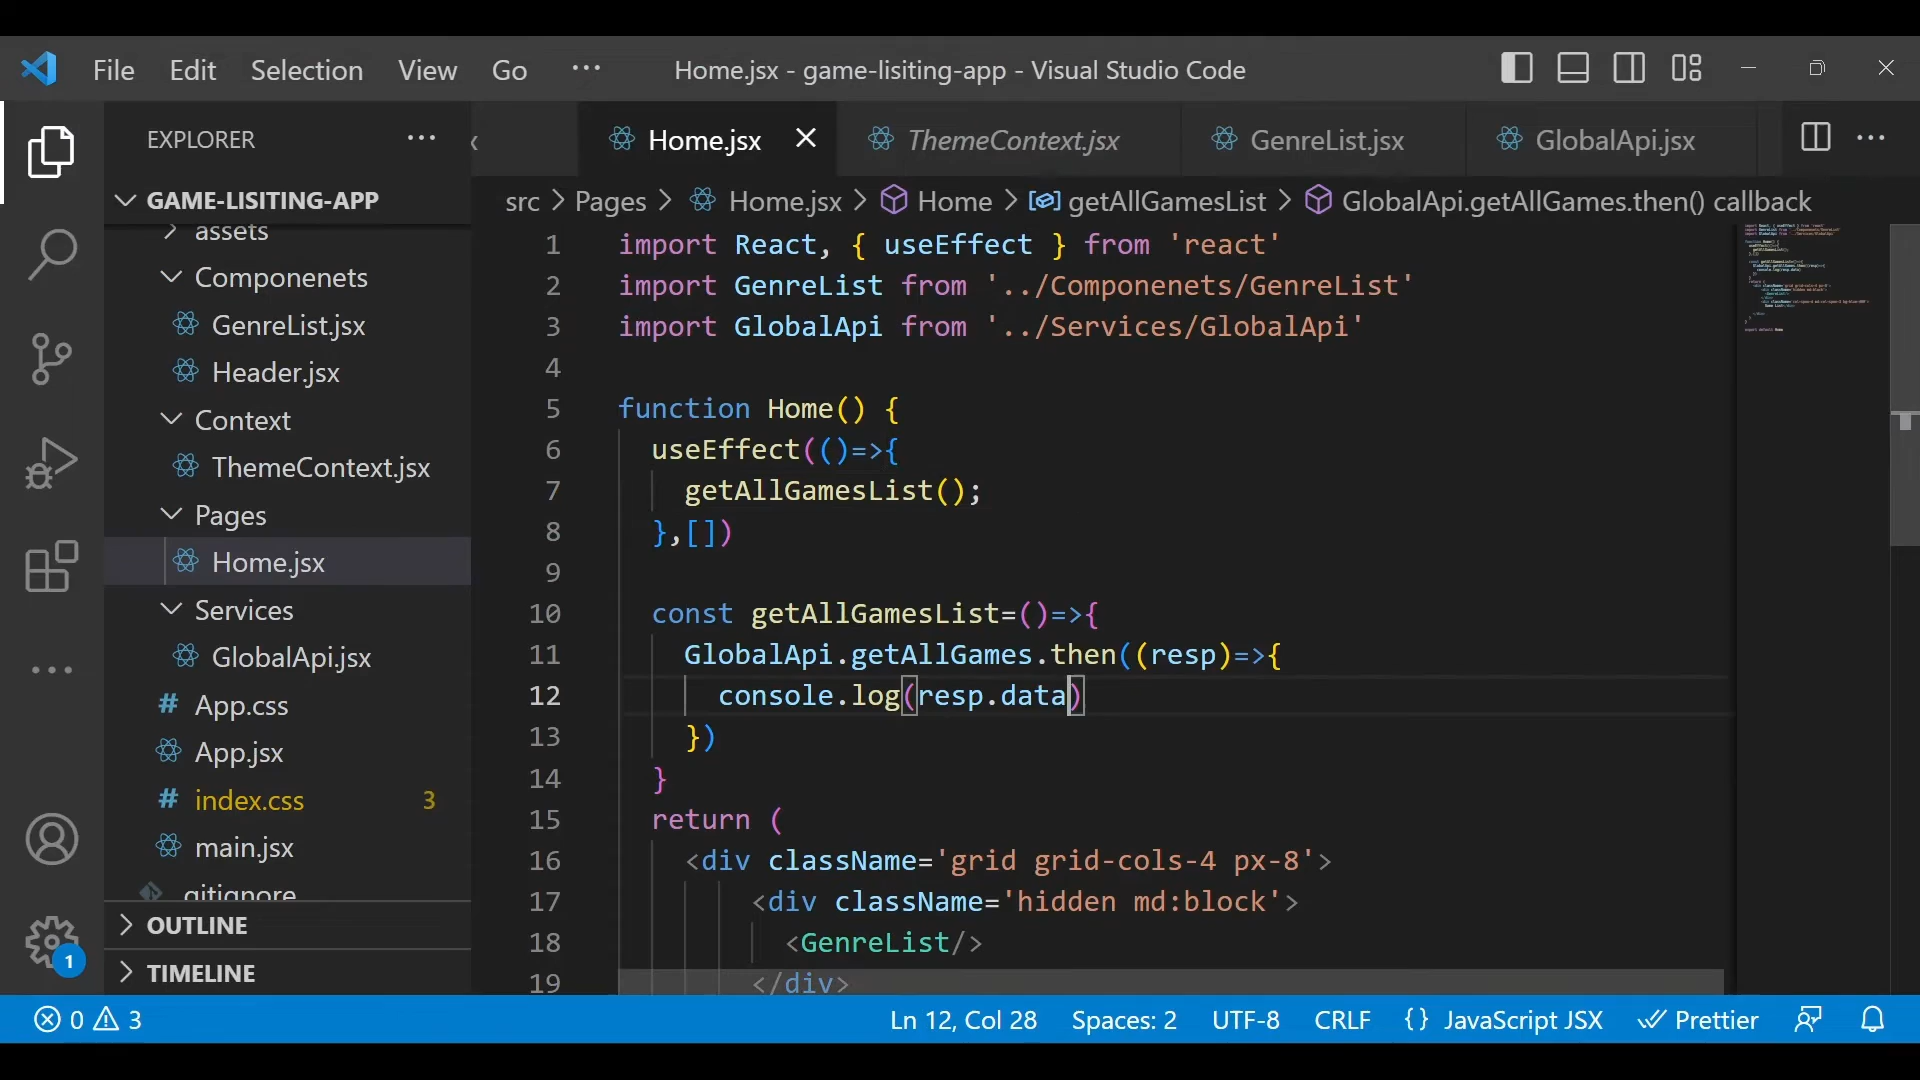 File Edit Selection View Go ··· Home.jsx - game-lisiting-app - Visual Studio Code
EXPLORER ···
x Home.jsx ThemeContext.jsx GenreList.jsx GlobalApi.jsx ···
GAME-LISITING-APP
src > Pages > Home.jsx > Home > getAllGamesList > GlobalApi.getAllGames.then() callback
assets
Componenets
GenreList.jsx
Header.jsx
Context
ThemeContext.jsx
Pages
Home.jsx
Services
GlobalApi.jsx
# App.css
App.jsx
# index.css 3
main.jsx
.gitignore
OUTLINE
TIMELINE
1
1 import React, { useEffect } from 'react'
2 import GenreList from '../Componenets/GenreList'
3 import GlobalApi from '../Services/GlobalApi'
4
5 function Home() {
6 useEffect(()=>{
7 getAllGamesList();
8 },[])
9
10 const getAllGamesList=()=>{
11 GlobalApi.getAllGames.then((resp)=>{
12 console.log(resp.data)
13 })
14 }
15 return (
16 <div className='grid grid-cols-4 px-8'>
17 <div className='hidden md:block'>
18 <GenreList/>
19 </div>
0 3 Ln 12, Col 28 Spaces: 2 UTF-8 CRLF {} JavaScript JSX Prettier